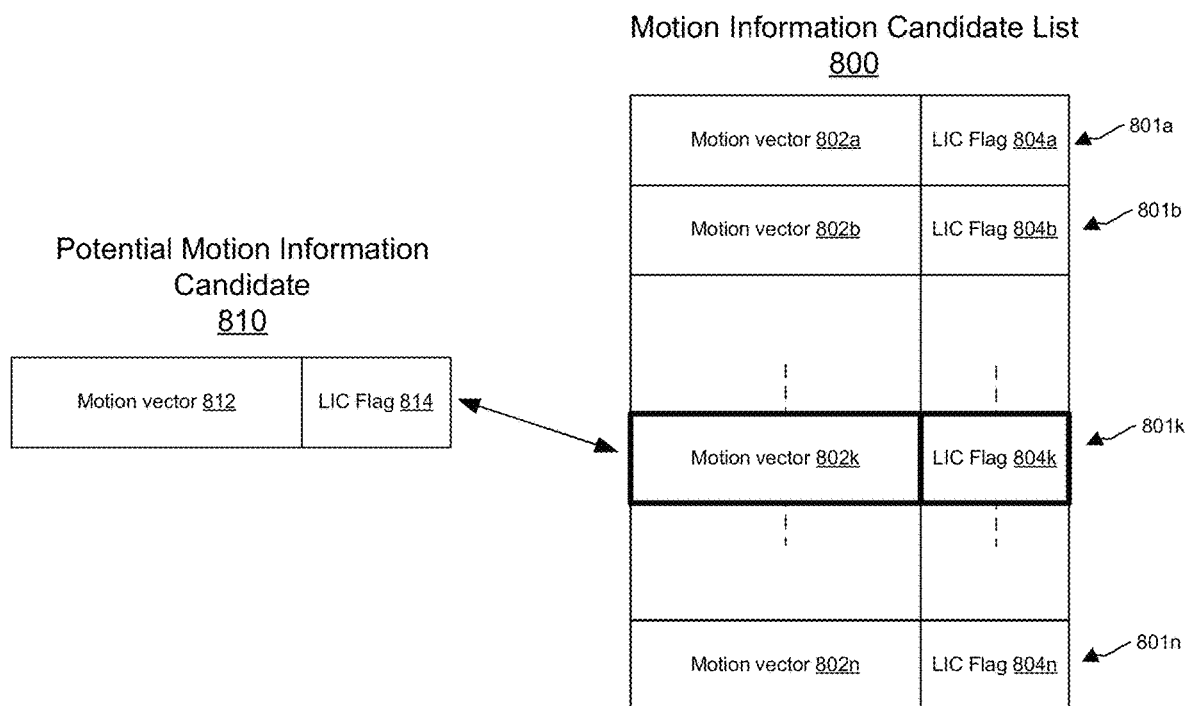 Motion Information Candidate List
800
Motion vector 802a LIC Flag 804a 801a
Motion vector 802b LIC Flag 804b 801b
Potential Motion Information
Candidate
810
Motion vector 812 LIC Flag 814
Motion vector 802k LIC Flag 804k 801k
Motion vector 802n LIC Flag 804n 801n